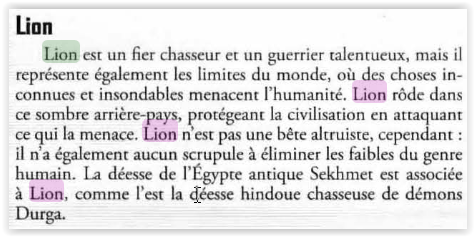 Lion
Lion est un fier chasseur et un guerrier talentueux, mais il
représente également les limites du monde, où des choses in-
connues et insondables menacent l'humanité. Lion rôde dans
ce sombre arrière-pays, protégeant la civilisation en attaquant
ce qui la menace. Lion n'est pas une bête altruiste, cependant :
il n'a également aucun scrupule à éliminer les faibles du genre
humain. La déesse de l'Égypte antique Sekhmet est associée
à Lion, comme l'est la déesse hindoue chasseuse de démons
Durga.